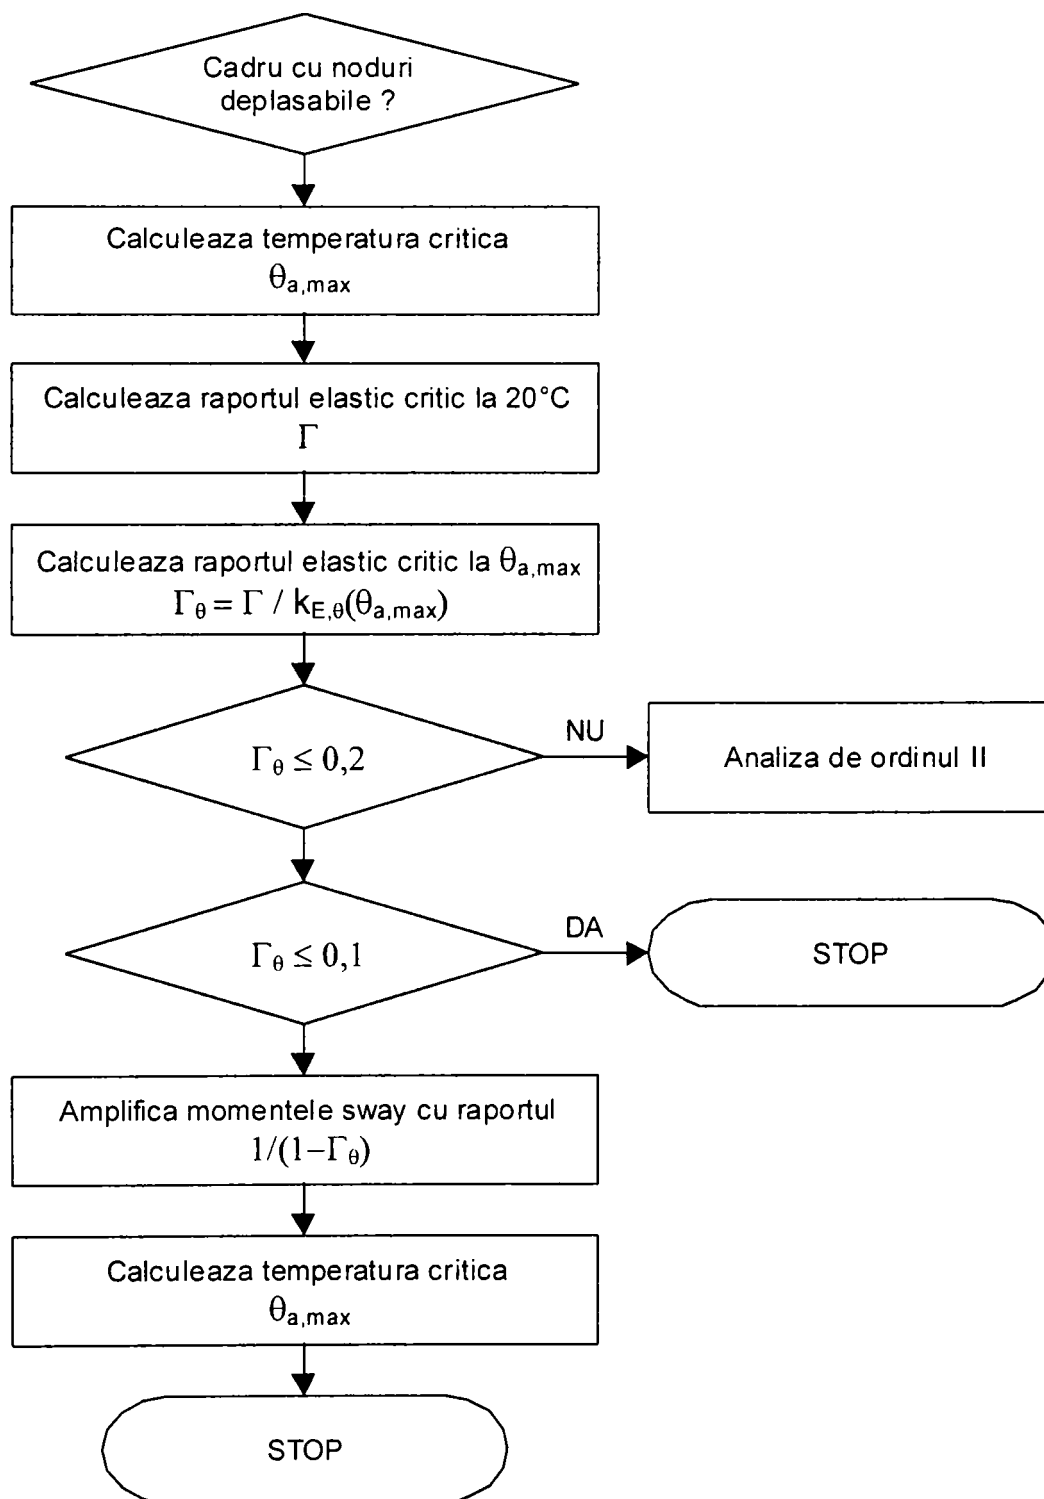 Cadru cu noduri
deplasabile ?
Calculeaza temperatura critica
θa,max
Calculeaza raportul elastic critic la 20°C
Γ
Calculeaza raportul elastic critic la θa,max
Γθ = Γ / kE,θ(θa,max)
Γθ ≤ 0,2
NU
Analiza de ordinul II
Γθ ≤ 0,1
DA
STOP
Amplifica momentele sway cu raportul
1/(1−Γθ)
Calculeaza temperatura critica
θa,max
STOP